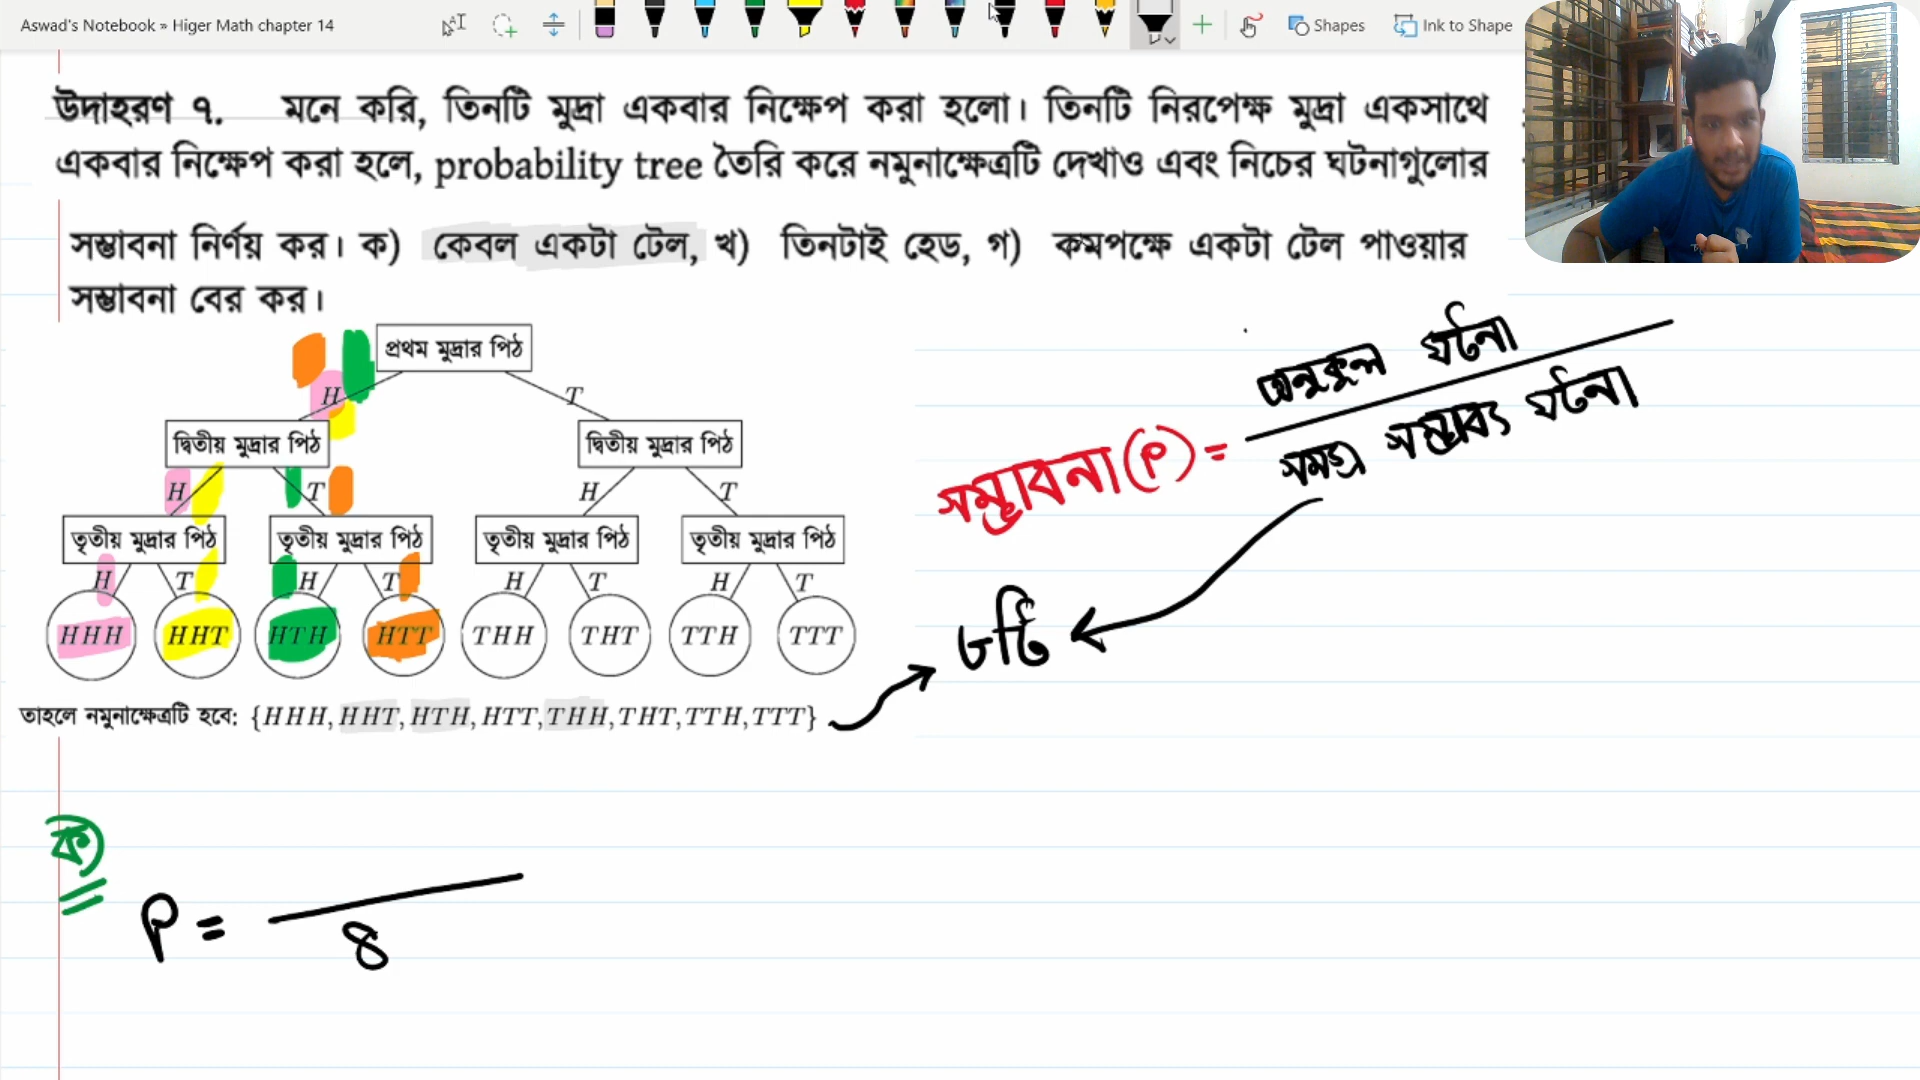 Aswad's Notebook » Higer Math chapter 14
Shapes
Ink to Shape
উদাহরণ ৭. মনে করি, তিনটি মুদ্রা একবার নিক্ষেপ করা হলো। তিনটি নিরপেক্ষ মুদ্রা একসাথে
একবার নিক্ষেপ করা হলে, probability tree তৈরি করে নমুনাক্ষেত্রটি দেখাও এবং নিচের ঘটনাগুলোর
সম্ভাবনা নির্ণয় কর। ক) কেবল একটা টেল, খ) তিনটাই হেড, গ) কমপক্ষে একটা টেল পাওয়ার
সম্ভাবনা বের কর।
প্রথম মুদ্রার পিঠ
H T
দ্বিতীয় মুদ্রার পিঠ দ্বিতীয় মুদ্রার পিঠ
H T H T
তৃতীয় মুদ্রার পিঠ তৃতীয় মুদ্রার পিঠ তৃতীয় মুদ্রার পিঠ তৃতীয় মুদ্রার পিঠ
H T H T H T H T
HHH HHT HTH HTT THH THT TTH TTT
তাহলে নমুনাক্ষেত্রটি হবে: {HHH, HHT, HTH, HTT, THH, THT, TTH, TTT}
অনুকুল ঘটনা
সম্ভাবনা (P) =
সমগ্র সম্ভাব্য ঘটনা
৮টি
ক)
P =
8